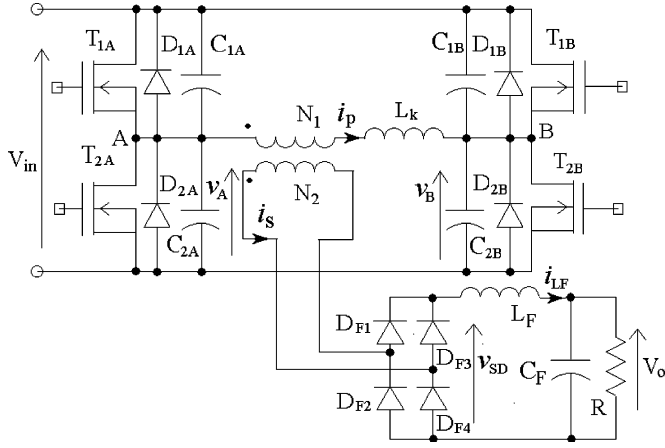 T1A
D1A
C1A
C1B
D1B
T1B
N1
ip
Lk
A
B
Vin
T2A
D2A
C2A
vA
N2
is
vB
D2B
C2B
T2B
iLF
LF
DF1
DF3
vSD
CF
R
Vo
DF2
DF4